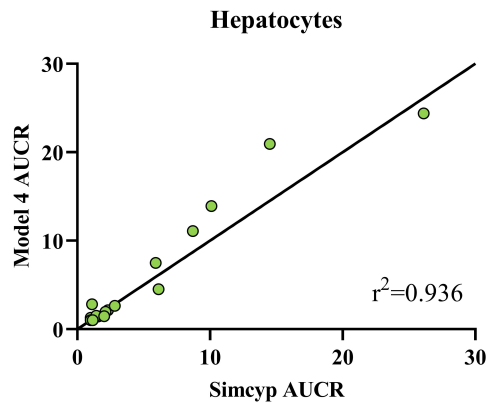 Hepatocytes
Model 4 AUCR
30
20
10
0
r²=0.936
0 10 20 30
Simcyp AUCR